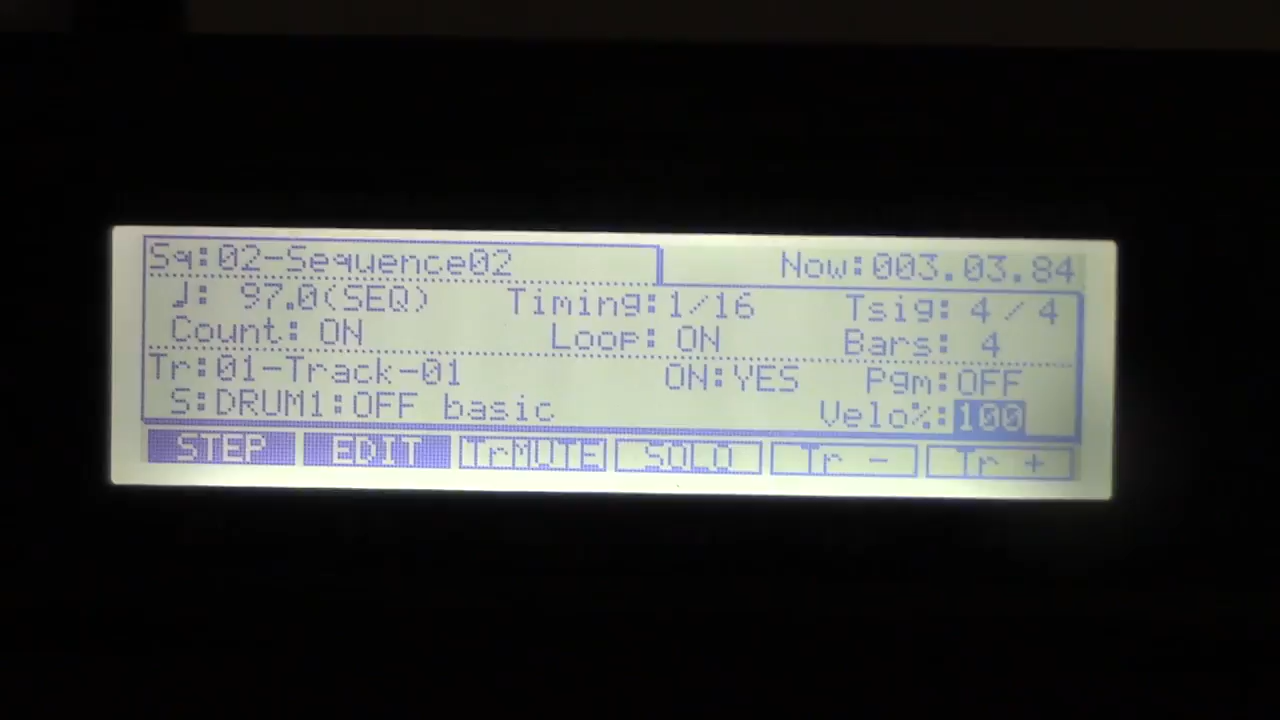 Sq:02-Sequence02 Now:003.03.84
♩: 97.0(SEQ) Timing:1/16 Tsig: 4/4
Count: ON Loop: ON Bars: 4
Tr:01-Track-01 ON:YES Pgm:OFF
S:DRUM1:OFF basic Velo%:100
STEP EDIT TrMUTE SOLO Tr - Tr +